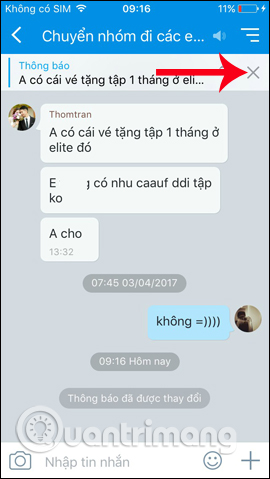 Không có SIM 09:16 11%
Chuyển nhóm đi các e...
Thông báo
A có cái vé tặng tập 1 tháng ở elite...
Thomtran
A có cái vé tặng tập 1 tháng ở
elite đó
E g có nhu caauf ddi tập
ko
A cho
13:32
07:45 03/04/2017
không =))))
09:16 Hôm nay
Thông báo đã được thay đổi
Quantrimang
Nhập tin nhắn